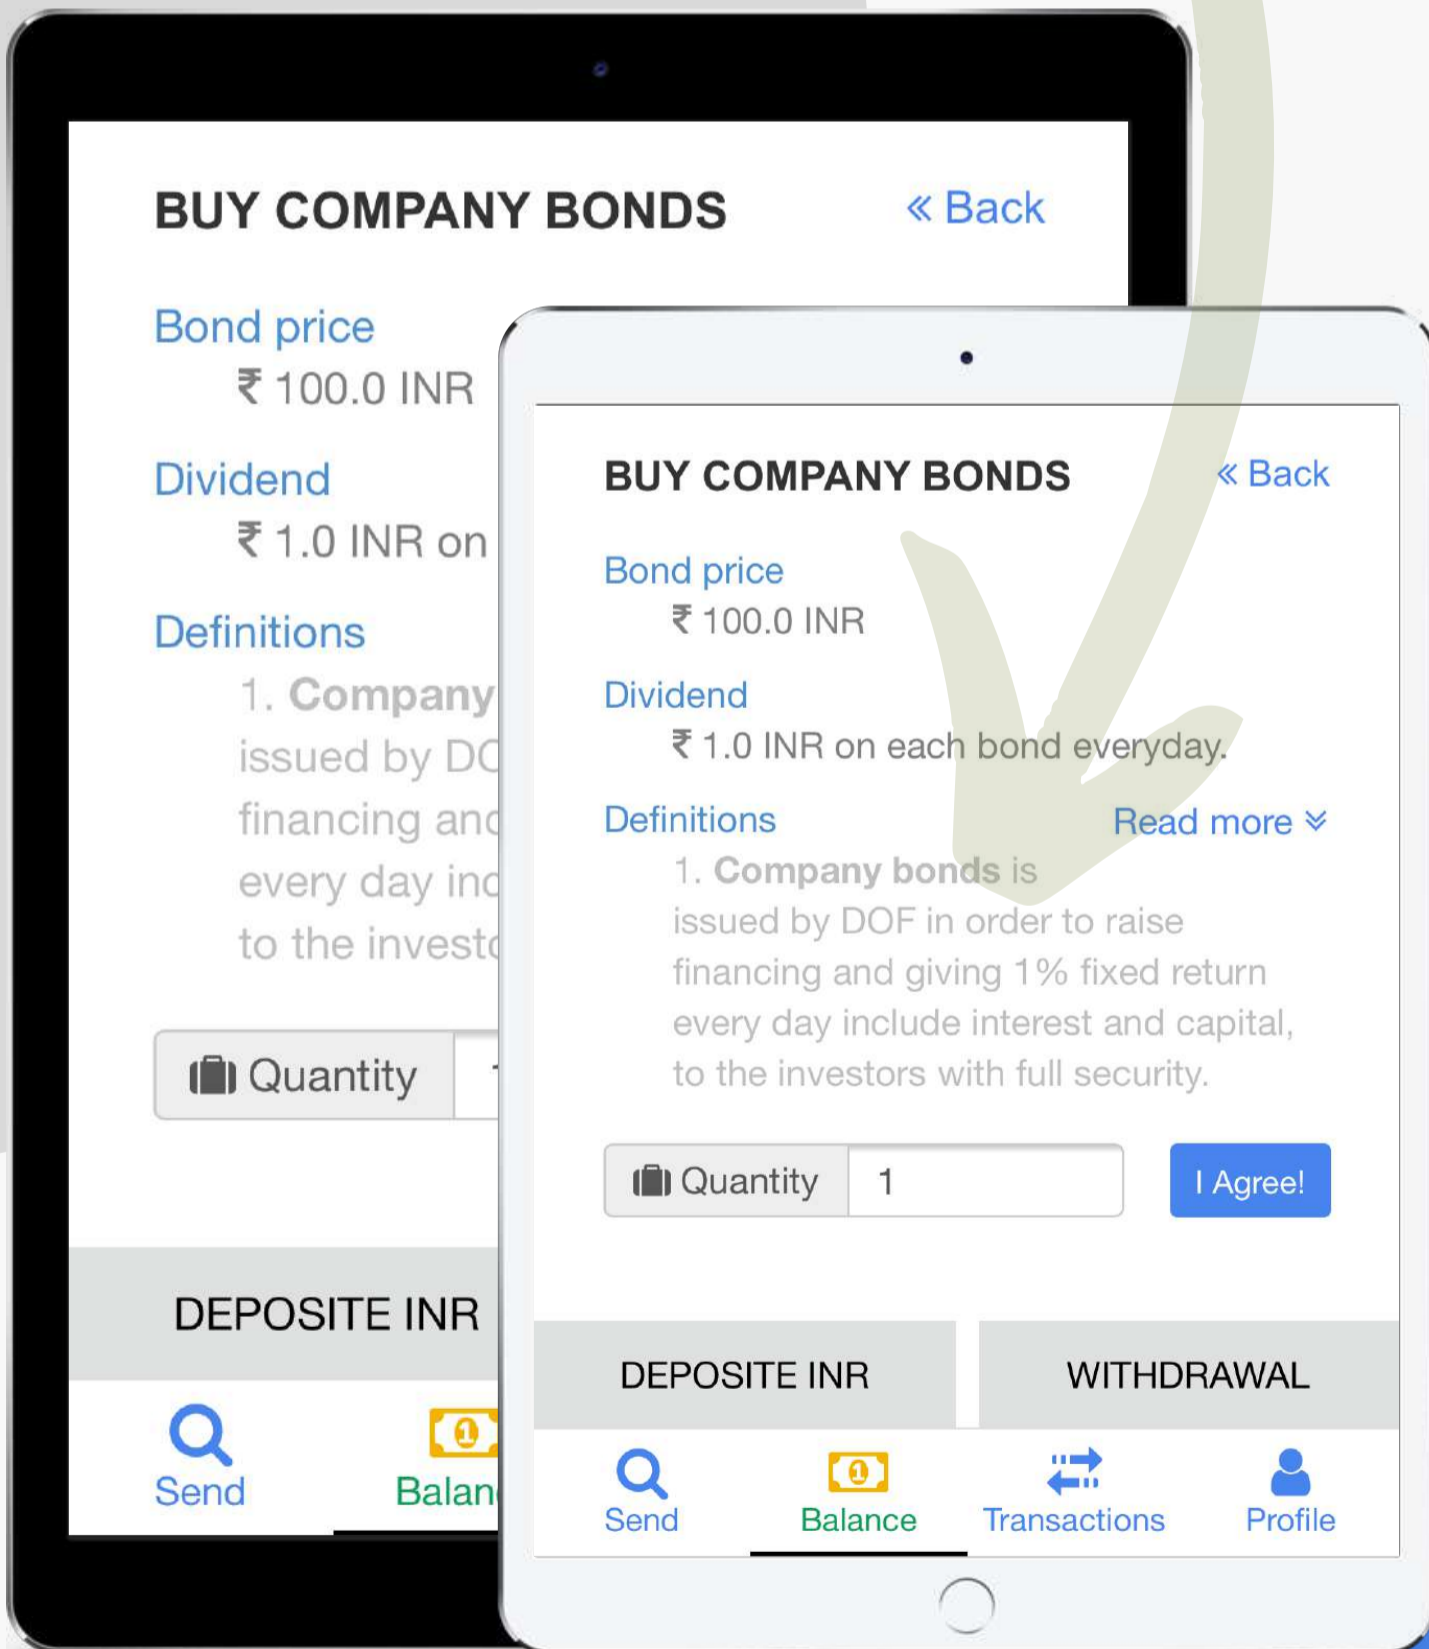 BUY COMPANY BONDS « Back
Bond price
₹ 100.0 INR
Dividend
₹ 1.0 INR on
Definitions
1. Company
issued by DO
financing and
every day inc
to the investo
Quantity
DEPOSITE INR
Send Balan
BUY COMPANY BONDS « Back
Bond price
₹ 100.0 INR
Dividend
₹ 1.0 INR on each bond everyday.
Definitions Read more
1. Company bonds is
issued by DOF in order to raise
financing and giving 1% fixed return
every day include interest and capital,
to the investors with full security.
Quantity 1 I Agree!
DEPOSITE INR WITHDRAWAL
1
Send Balance Transactions Profile